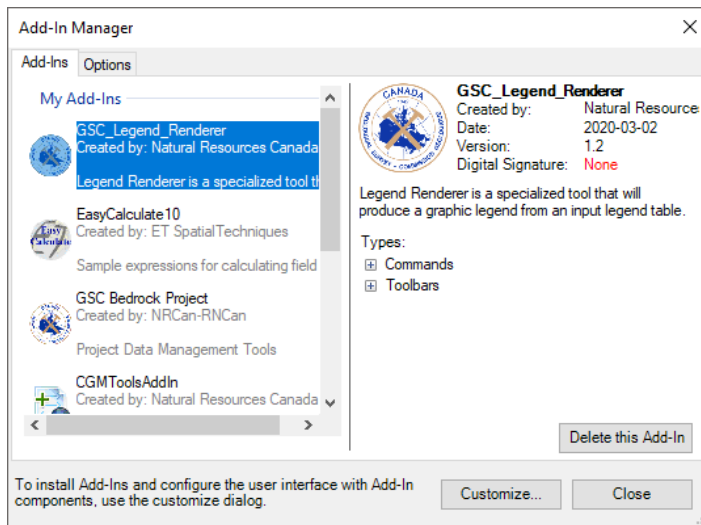 Add-In Manager
Add-Ins
Options
My Add-Ins
GSC_Legend_Renderer
Created by: Natural Resources Canada
Legend Renderer is a specialized tool th
EasyCalculate10
Created by: ET SpatialTechniques
Sample expressions for calculating field
GSC Bedrock Project
Created by: NRCan-RNCan
Project Data Management Tools
CGMToolsAddIn
Created by: Natural Resources Canada
Easy
Calculate
CANADA
GSC_Legend_Renderer
Created by: Natural Resource
Date: 2020-03-02
Version: 1.2
Digital Signature: None
Legend Renderer is a specialized tool that will
produce a graphic legend from an input legend table.
Types:
Commands
Toolbars
Delete this Add-In
To install Add-Ins and configure the user interface with Add-In
components, use the customize dialog.
Customize...
Close